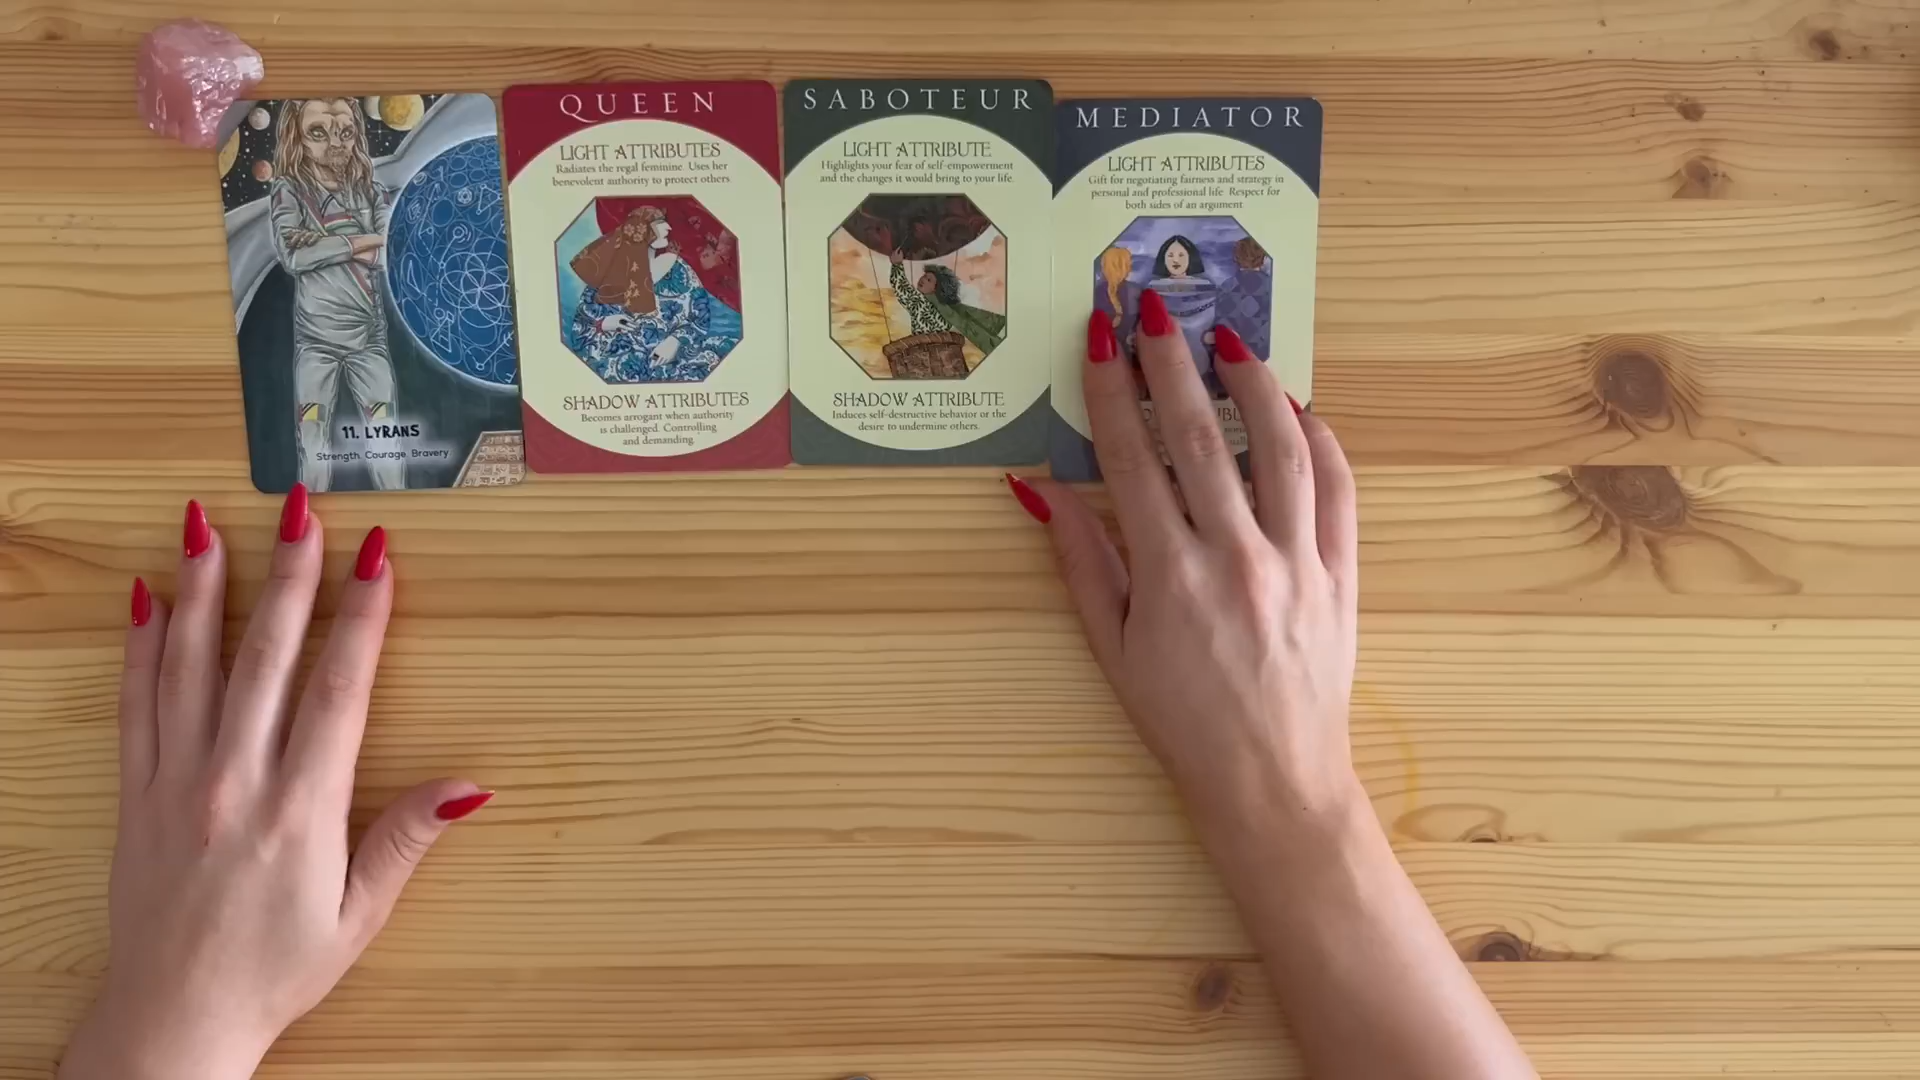 11. LYRANS
Strength. Courage. Bravery.
QUEEN
LIGHT ATTRIBUTES
Radiates the regal feminine. Uses her
benevolent authority to protect others.
SHADOW ATTRIBUTES
Becomes arrogant when authority
is challenged. Controlling
and demanding.
SABOTEUR
LIGHT ATTRIBUTE
Highlights your fear of self-empowerment
and the changes it would bring to your life.
SHADOW ATTRIBUTE
Induces self-destructive behavior or the
desire to undermine others.
MEDIATOR
LIGHT ATTRIBUTES
Gift for negotiating fairness and strategy in
personal and professional life. Respect for
both sides of an argument.